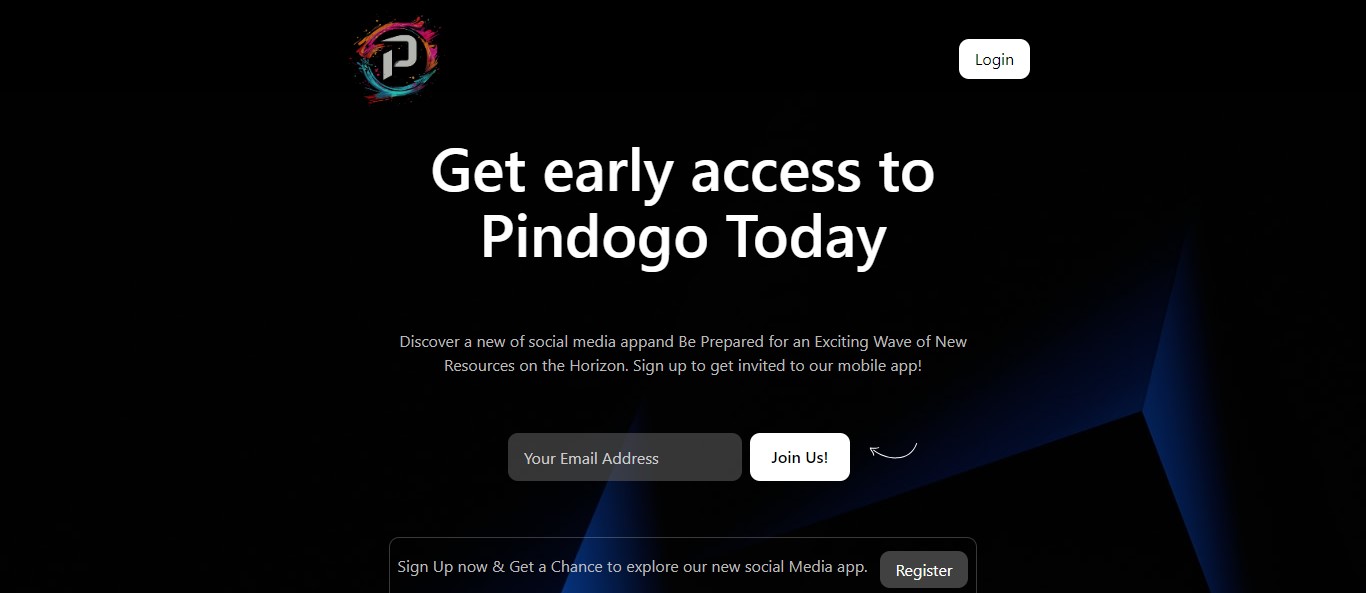 P
Login
Get early access to
Pindogo Today
Discover a new of social media appand Be Prepared for an Exciting Wave of New
Resources on the Horizon. Sign up to get invited to our mobile app!
Your Email Address
Join Us!
Sign Up now & Get a Chance to explore our new social Media app.
Register